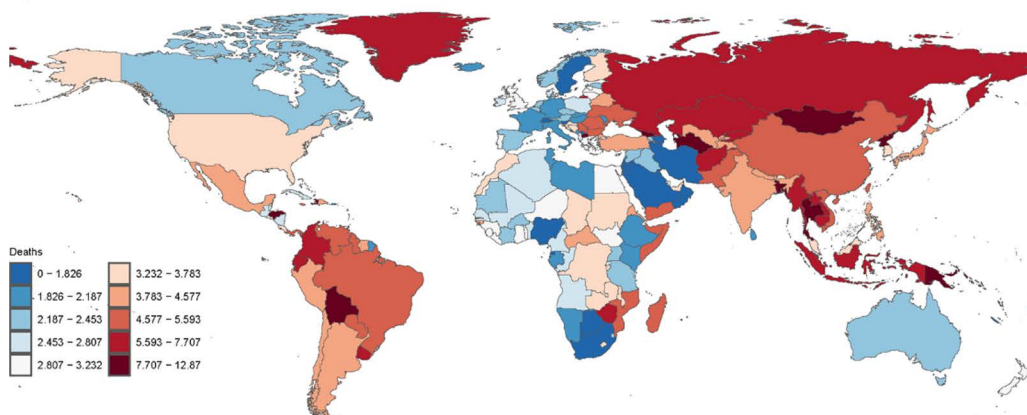 Deaths
0 − 1.826
1.826 − 2.187
2.187 − 2.453
2.453 − 2.807
2.807 − 3.232
3.232 − 3.783
3.783 − 4.577
4.577 − 5.593
5.593 − 7.707
7.707 − 12.87